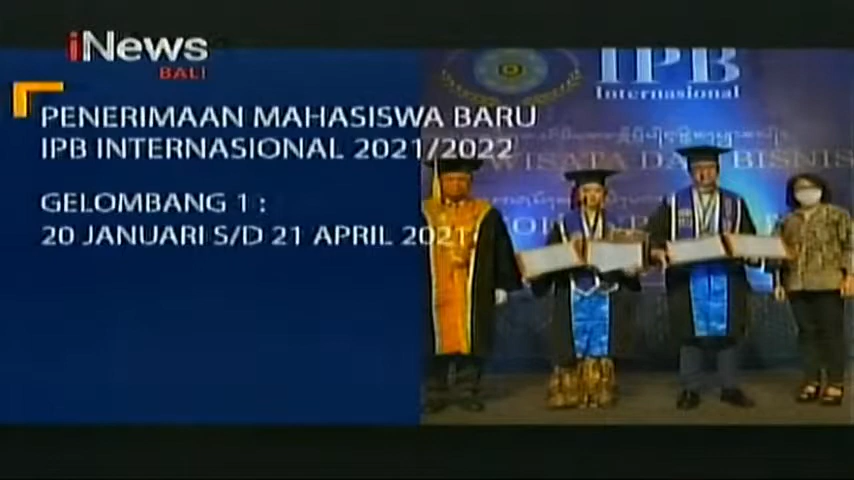 iNews
BALI
PENERIMAAN MAHASISWA BARU
IPB INTERNASIONAL 2021/2022
GELOMBANG 1 :
20 JANUARI S/D 21 APRIL 2021
IPB
Internasional
WISATA DAN BISNIS